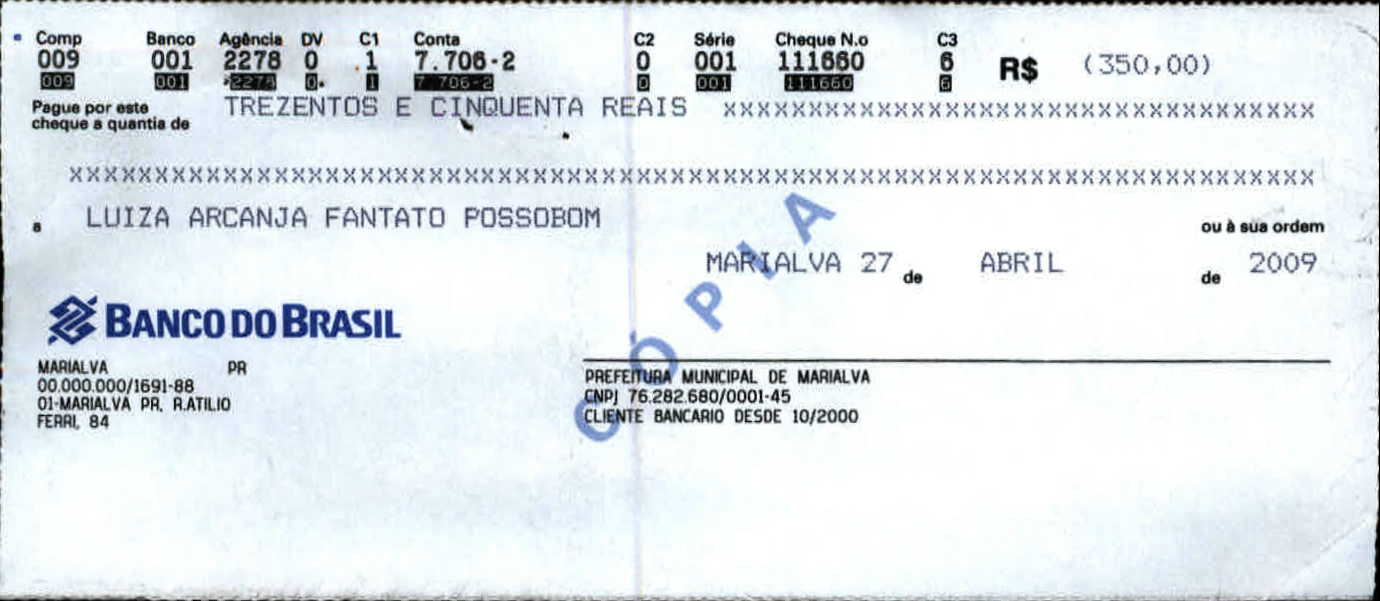 Comp Banco Agência DV C1 Conta C2 Série Cheque N.o C3
009 001 2278 0 1 7.706-2 0 001 111660 6 R$ (350,00)
009 001 2278 0 1 7 706-2 0 001 111660 6
Pague por este
cheque a quantia de TREZENTOS E CINQUENTA REAIS XXXXXXXXXXXXXXXXXXXXXXXXXXXXXXXXXXX
XXXXXXXXXXXXXXXXXXXXXXXXXXXXXXXXXXXXXXXXXXXXXXXXXXXXXXXXXXXXXXXXXXXXXXXXX
a LUIZA ARCANJA FANTATO POSSOBOM ou à sua ordem
MARIALVA 27 de ABRIL de 2009
CÓPIA
BANCO DO BRASIL
MARIALVA PR
00.000.000/1691-88
01-MARIALVA PR. R.ATILIO
FERRI, 84
PREFEITURA MUNICIPAL DE MARIALVA
CNPJ 76.282.680/0001-45
CLIENTE BANCARIO DESDE 10/2000